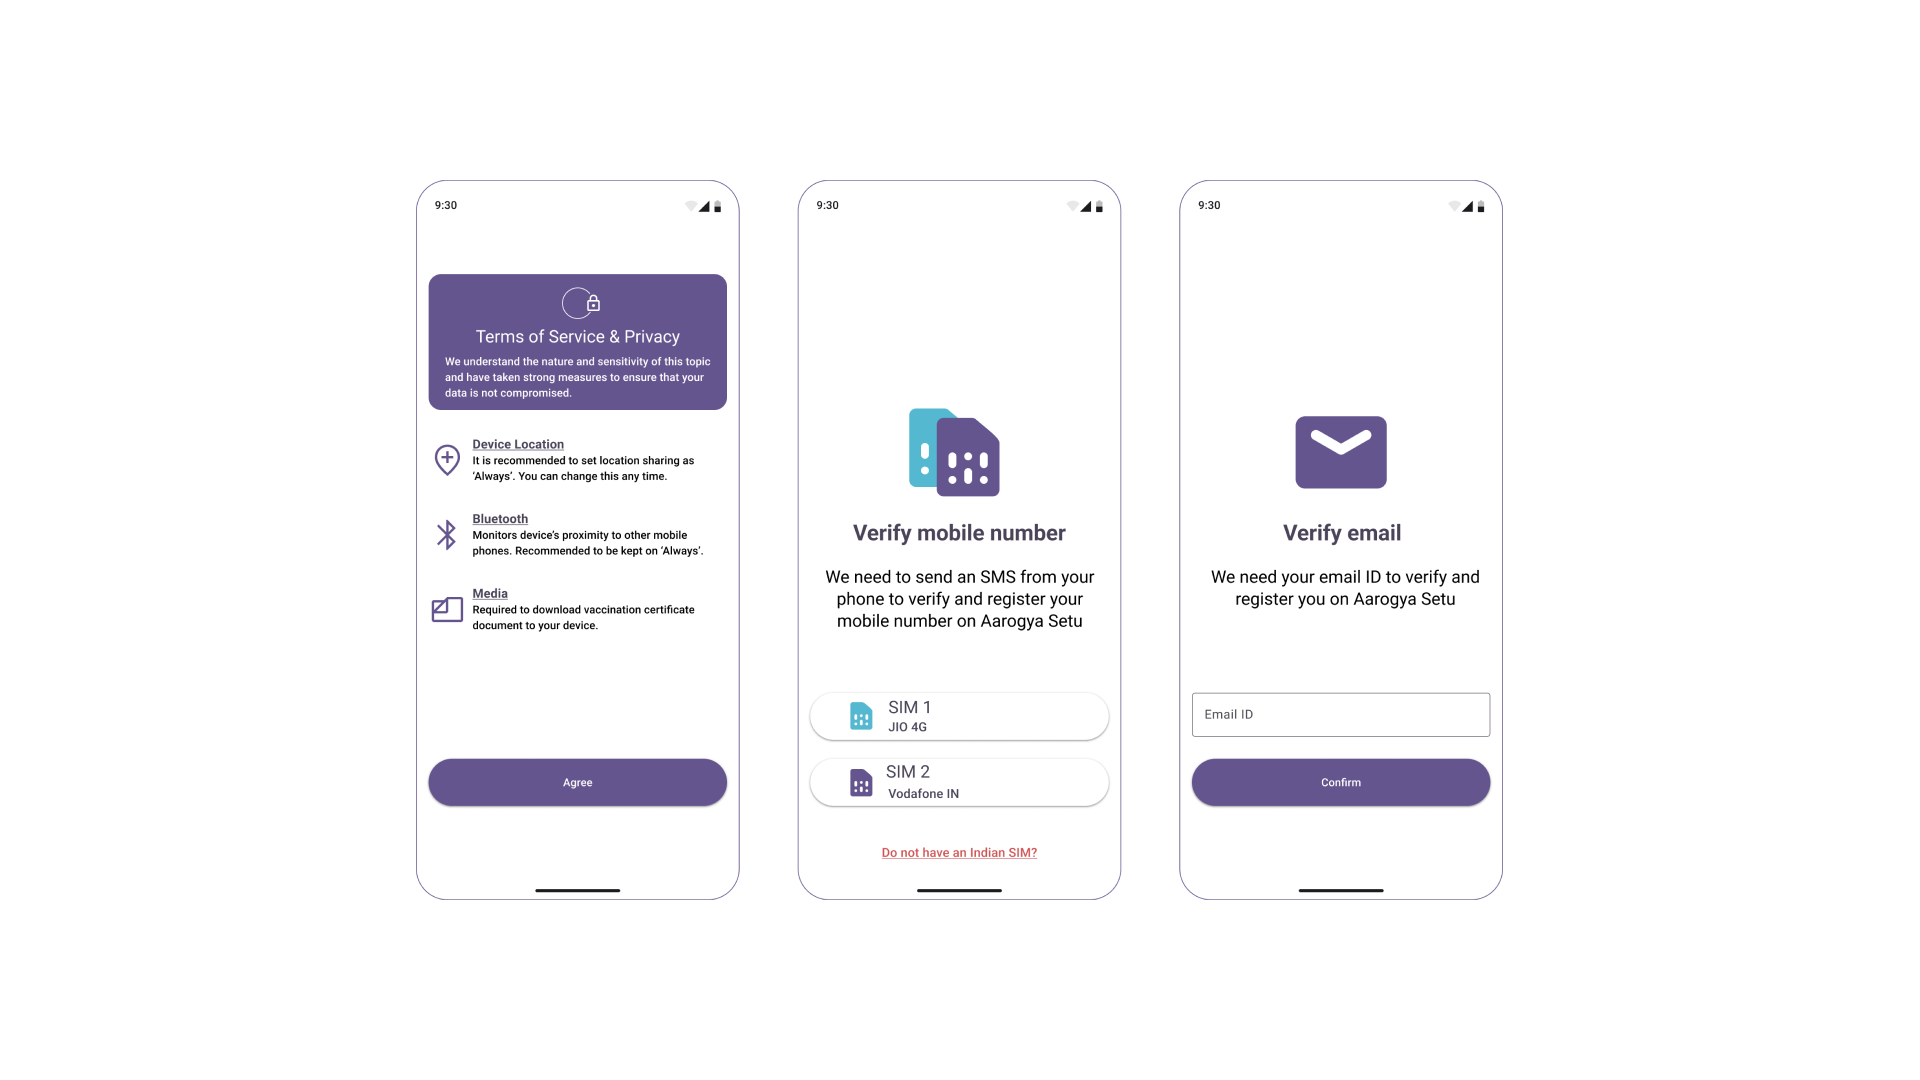 9:30
Terms of Service & Privacy
We understand the nature and sensitivity of this topic
and have taken strong measures to ensure that your
data is not compromised.
Device Location
It is recommended to set location sharing as
‘Always’. You can change this any time.
Bluetooth
Monitors device’s proximity to other mobile
phones. Recommended to be kept on ‘Always’.
Media
Required to download vaccination certificate
document to your device.
Agree
9:30
Verify mobile number
We need to send an SMS from your
phone to verify and register your
mobile number on Aarogya Setu
SIM 1
JIO 4G
SIM 2
Vodafone IN
Do not have an Indian SIM?
9:30
Verify email
We need your email ID to verify and
register you on Aarogya Setu
Email ID
Confirm